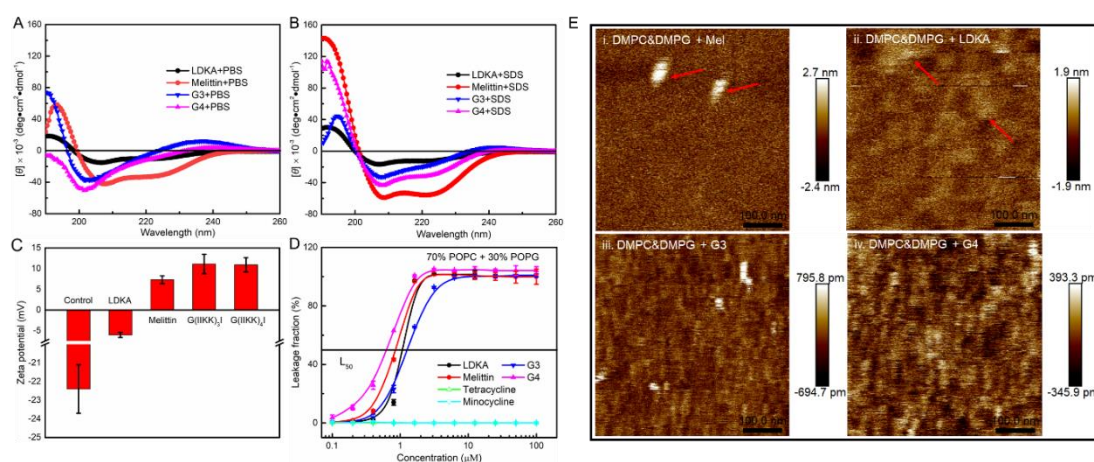 A
160
120
80
40
0
-40
-80
[θ] × 10⁻³ (deg•cm²•dmol⁻¹)
LDKA+PBS
Melittin+PBS
G3+PBS
G4+PBS
200
220
240
260
Wavelength (nm)
B
160
120
80
40
0
-40
-80
[θ] × 10⁻³ (deg•cm²•dmol⁻¹)
LDKA+SDS
Melittin+SDS
G3+SDS
G4+SDS
200
220
240
260
Wavelength (nm)
C
15
10
5
0
-5
-10
-21
-22
-23
-24
-25
Zeta potential (mV)
Control
LDKA
Melittin
G(IIKK)₃I
G(IIKK)₄I
D
120
100
80
60
40
20
0
Leakage fraction (%)
70% POPC + 30% POPG
L₅₀
LDKA
G3
Melittin
G4
Tetracycline
Minocycline
0.1
1
10
100
Concentration (μM)
E
i. DMPC&DMPG + Mel
100.0 nm
2.7 nm
-2.4 nm
ii. DMPC&DMPG + LDKA
100.0 nm
1.9 nm
-1.9 nm
iii. DMPC&DMPG + G3
100.0 nm
795.8 pm
-694.7 pm
iv. DMPC&DMPG + G4
100.0 nm
393.3 pm
-345.9 pm